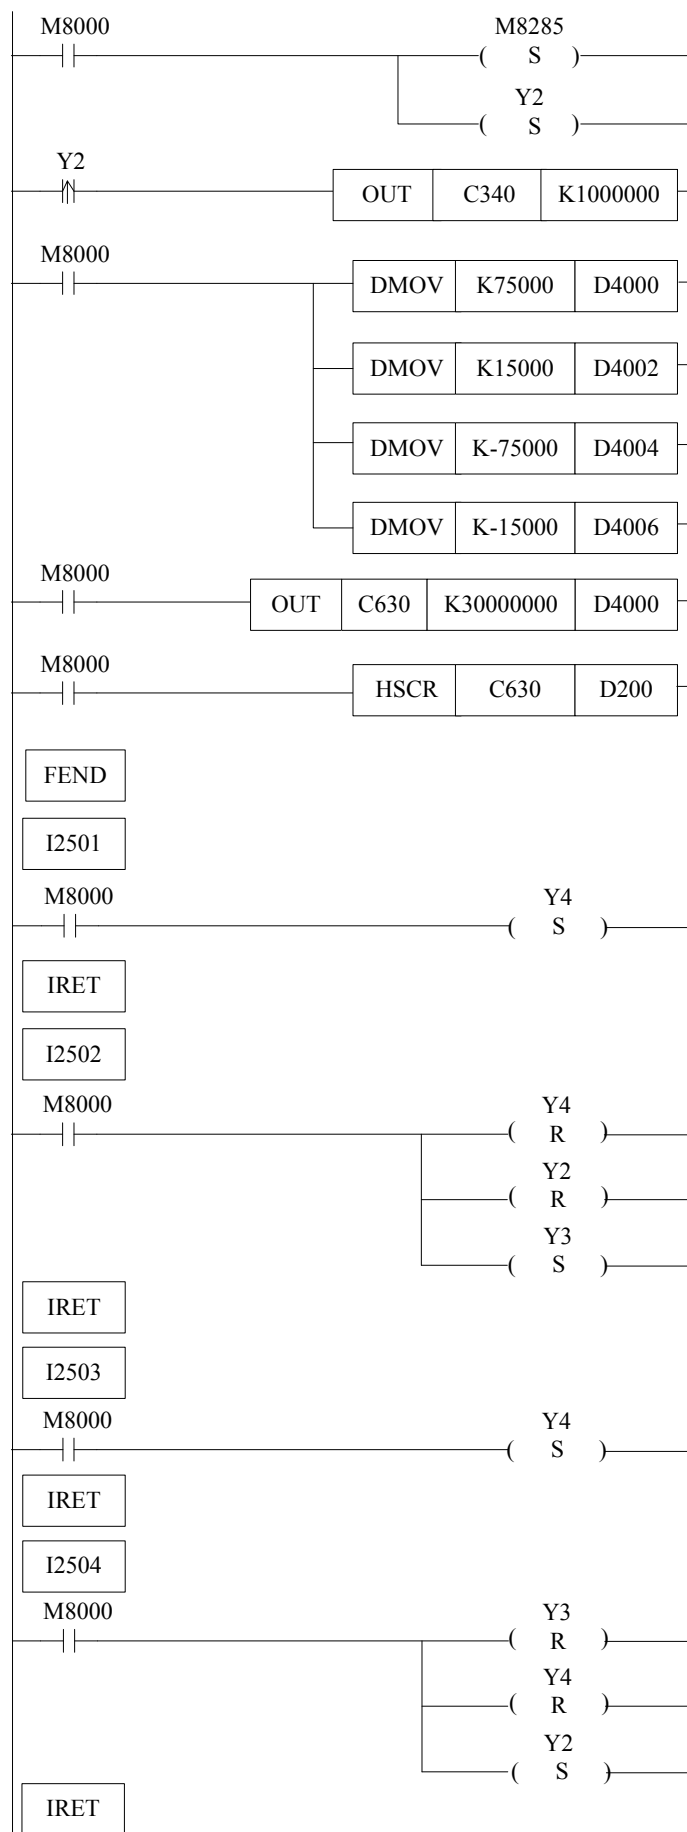 M8000
M8285
( S )
Y2
( S )
Y2
OUT C340 K1000000
M8000
DMOV K75000 D4000
DMOV K15000 D4002
DMOV K-75000 D4004
DMOV K-15000 D4006
M8000
OUT C630 K30000000 D4000
M8000
HSCR C630 D200
FEND
I2501
M8000
Y4
( S )
IRET
I2502
M8000
Y4
( R )
Y2
( R )
Y3
( S )
IRET
I2503
M8000
Y4
( S )
IRET
I2504
M8000
Y3
( R )
Y4
( R )
Y2
( S )
IRET